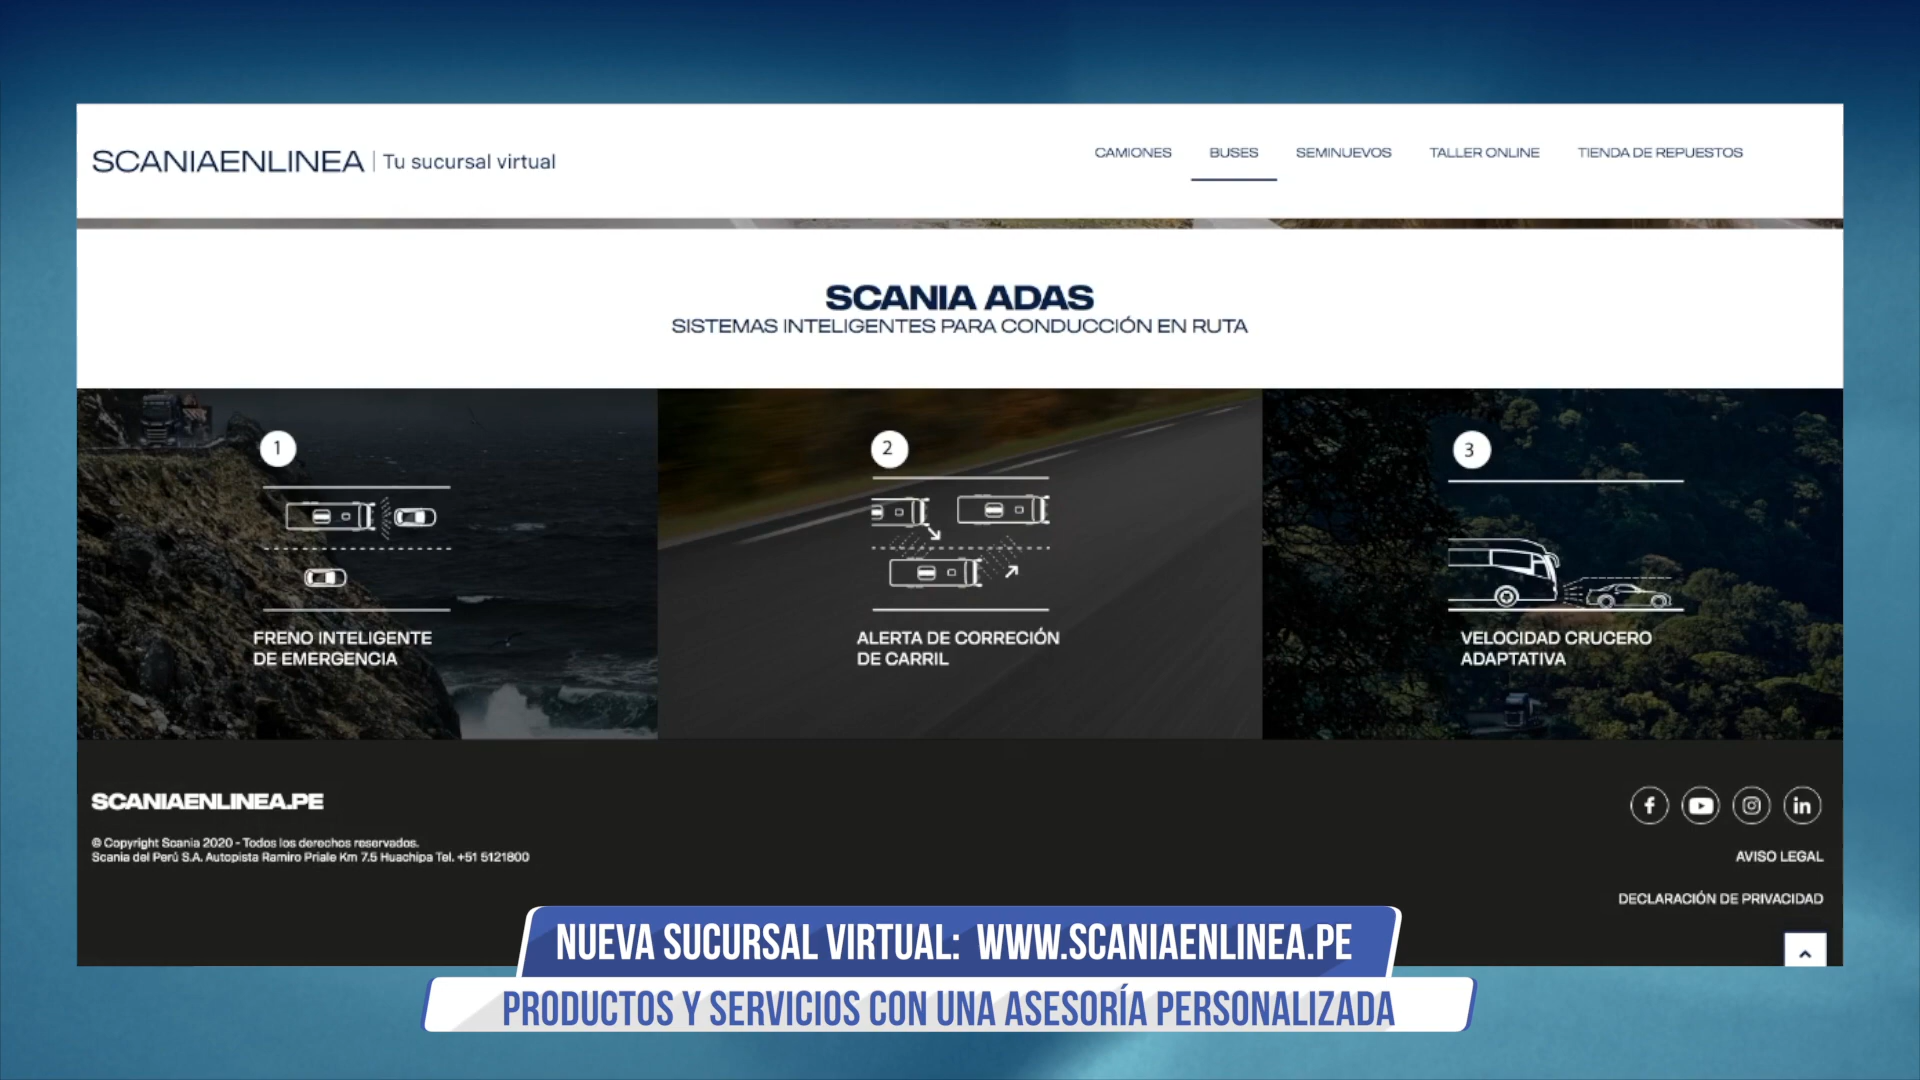 SCANIAENLINEA | Tu sucursal virtual
CAMIONES
BUSES
SEMINUEVOS
TALLER ONLINE
TIENDA DE REPUESTOS
SCANIA ADAS
SISTEMAS INTELIGENTES PARA CONDUCCIÓN EN RUTA
1
FRENO INTELIGENTE
DE EMERGENCIA
2
ALERTA DE CORRECIÓN
DE CARRIL
3
VELOCIDAD CRUCERO
ADAPTATIVA
SCANIAENLINEA.PE
© Copyright Scania 2020 - Todos los derechos reservados.
Scania del Perú S.A. Autopista Ramiro Priale Km 7.5 Huachipa Tel. +51 5121800
AVISO LEGAL
DECLARACIÓN DE PRIVACIDAD
NUEVA SUCURSAL VIRTUAL: WWW.SCANIAENLINEA.PE
PRODUCTOS Y SERVICIOS CON UNA ASESORÍA PERSONALIZADA